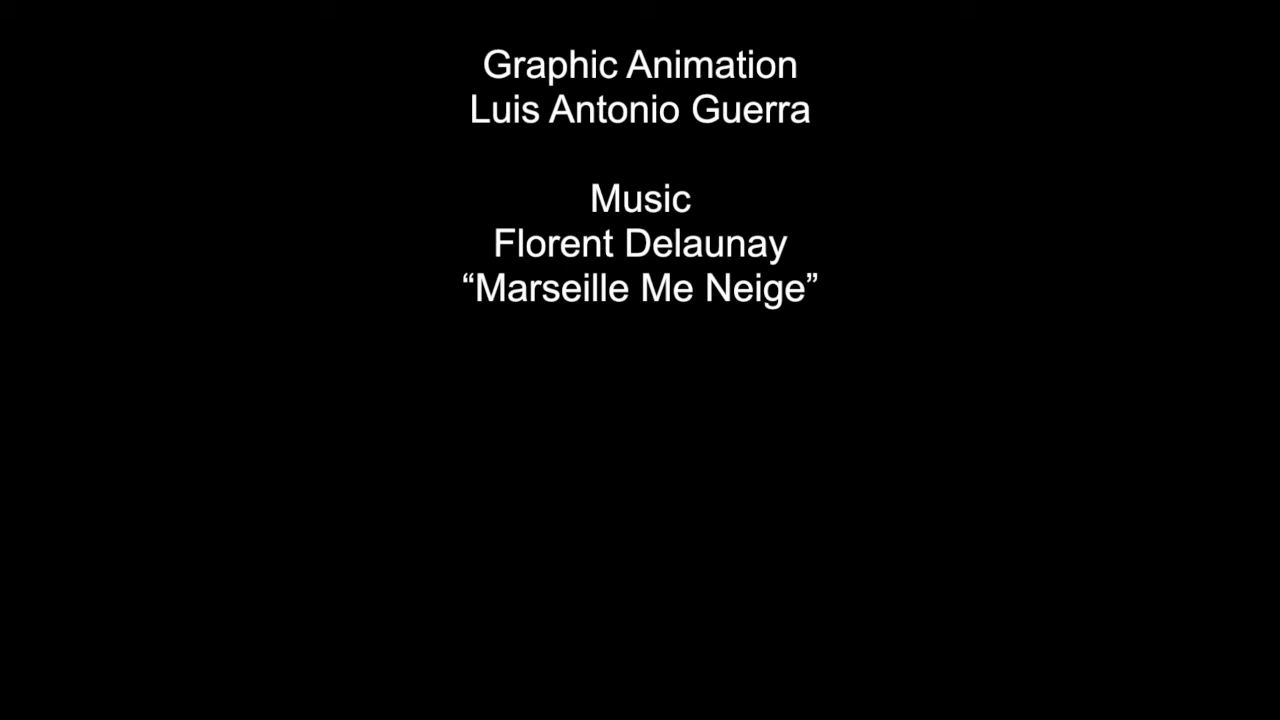 Graphic Animation
Luis Antonio Guerra
Music
Florent Delaunay
“Marseille Me Neige”